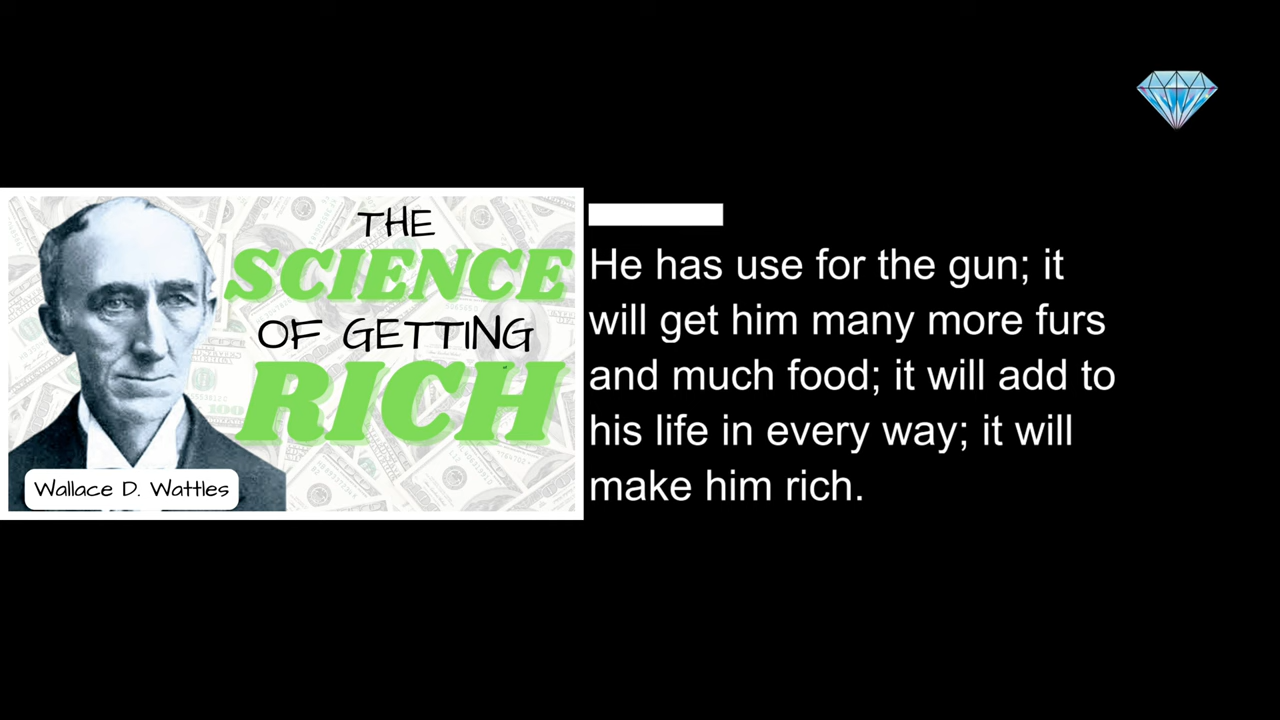 THE
SCIENCE
OF GETTING
RICH
Wallace D. Wattles
He has use for the gun; it
will get him many more furs
and much food; it will add to
his life in every way; it will
make him rich.